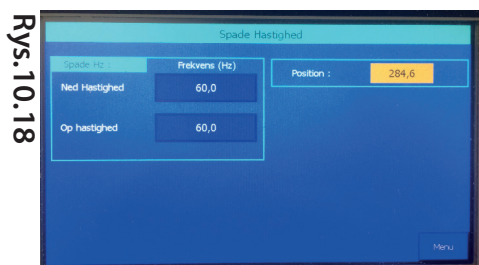 Rys.10.18
Spade Hastighed
Spade Hz : Frekvens (Hz)
Ned Hastighed 60,0
Op hastighed 60,0
Position : 284,6
Menu